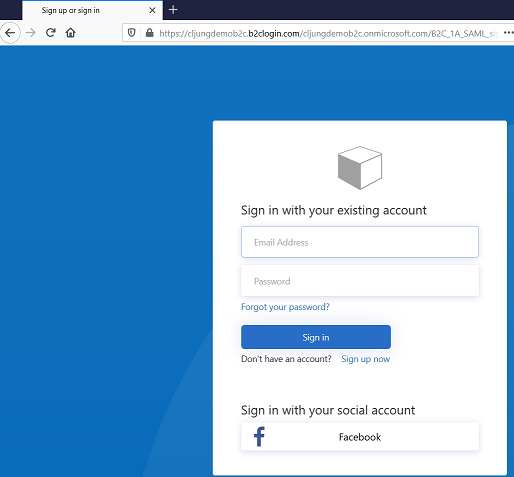 Sign up or sign in
https://cljungdemob2c.b2clogin.com/cljungdemob2c.onmicrosoft.com/B2C_1A_SAML_si
Sign in with your existing account
Email Address
Password
Forgot your password?
Sign in
Don't have an account? Sign up now
Sign in with your social account
Facebook